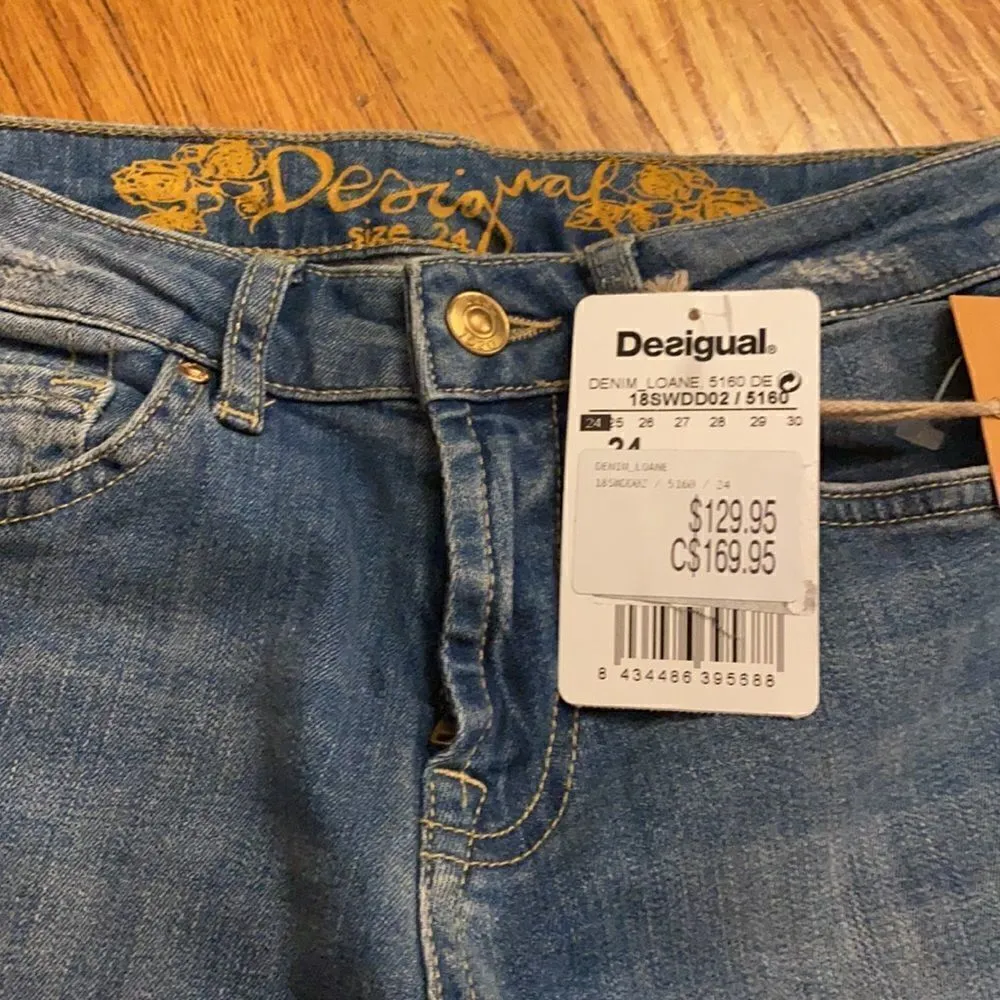 Desigual
size 24
Desigual®
DENIM_LOANE, 5160 DE
18SWDD02 / 5160
24 25 26 27 28 29 30
24
DENIM_LOANE
18SWDD02 / 5160 / 24
$129.95
C$169.95
8 434486 395688